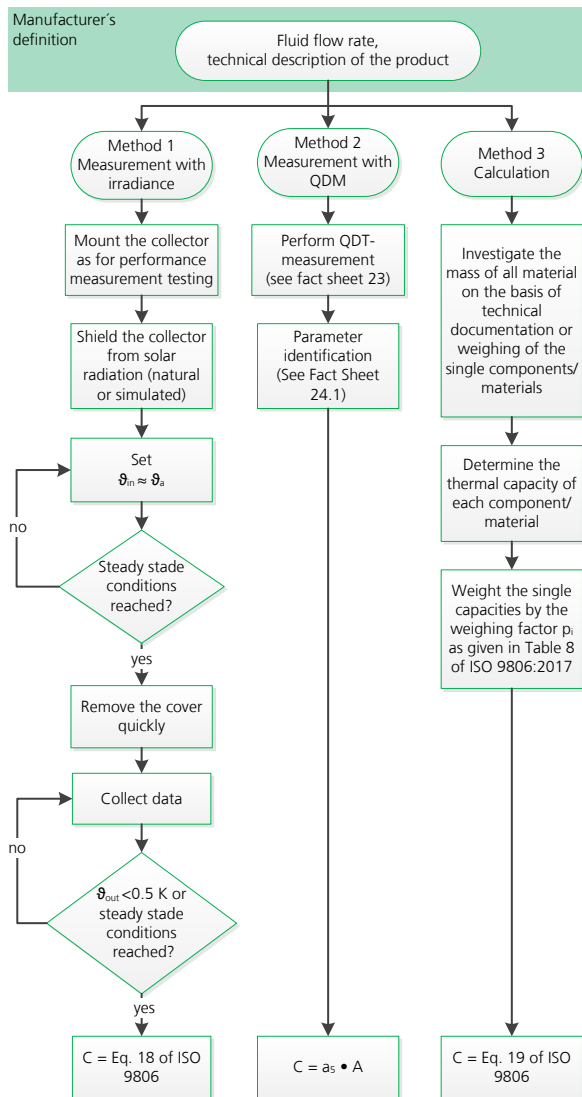 Manufacturer´s
definition
Fluid flow rate,
technical description of the product
Method 1
Measurement with
irradiance
Method 2
Measurement with
QDM
Method 3
Calculation
Mount the collector
as for performance
measurement testing
Perform QDT-
measurement
(see fact sheet 23)
Investigate the
mass of all material
on the basis of
technical
documentation or
weighing of the
single components/
materials
Shield the collector
from solar
radiation (natural
or simulated)
Parameter
identification
(See Fact Sheet
24.1)
Set
ϑin ≈ ϑa
no
Determine the
thermal capacity of
each component/
material
Steady stade
conditions
reached?
yes
Weight the single
capacities by the
weighing factor pi
as given in Table 8
of ISO 9806:2017
Remove the cover
quickly
Collect data
no
ϑout <0.5 K or
steady stade
conditions
reached?
yes
C = Eq. 18 of ISO
9806
C = a5 • A
C = Eq. 19 of ISO
9806